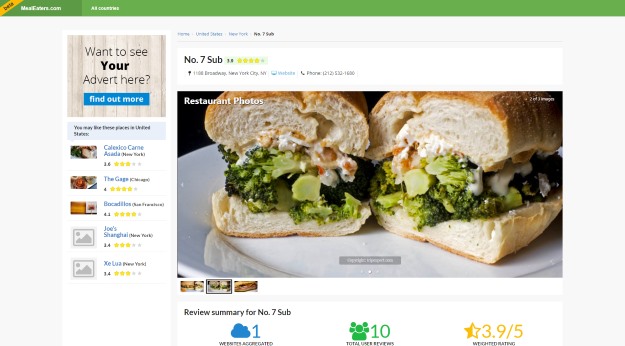 beta
MealEaters.com
All countries
Want to see
Your
Advert here?
find out more
You may like these places in United
States:
Calexico Carne
Asada (New York)
3.8
The Gage (Chicago)
4
Bocadillos (San Francisco)
4.1
Joe's
Shanghai (New York)
3.4
Xe Lua (New York)
3.4
Home United States New York No. 7 Sub
No. 7 Sub 3.9
1188 Broadway, New York City, NY Website Phone: (212) 532-1680
Restaurant Photos
2 of 3 images
Review summary for No. 7 Sub
1
WEBSITES AGGREGATED
10
TOTAL USER REVIEWS
3.9/5
WEIGHTED RATING